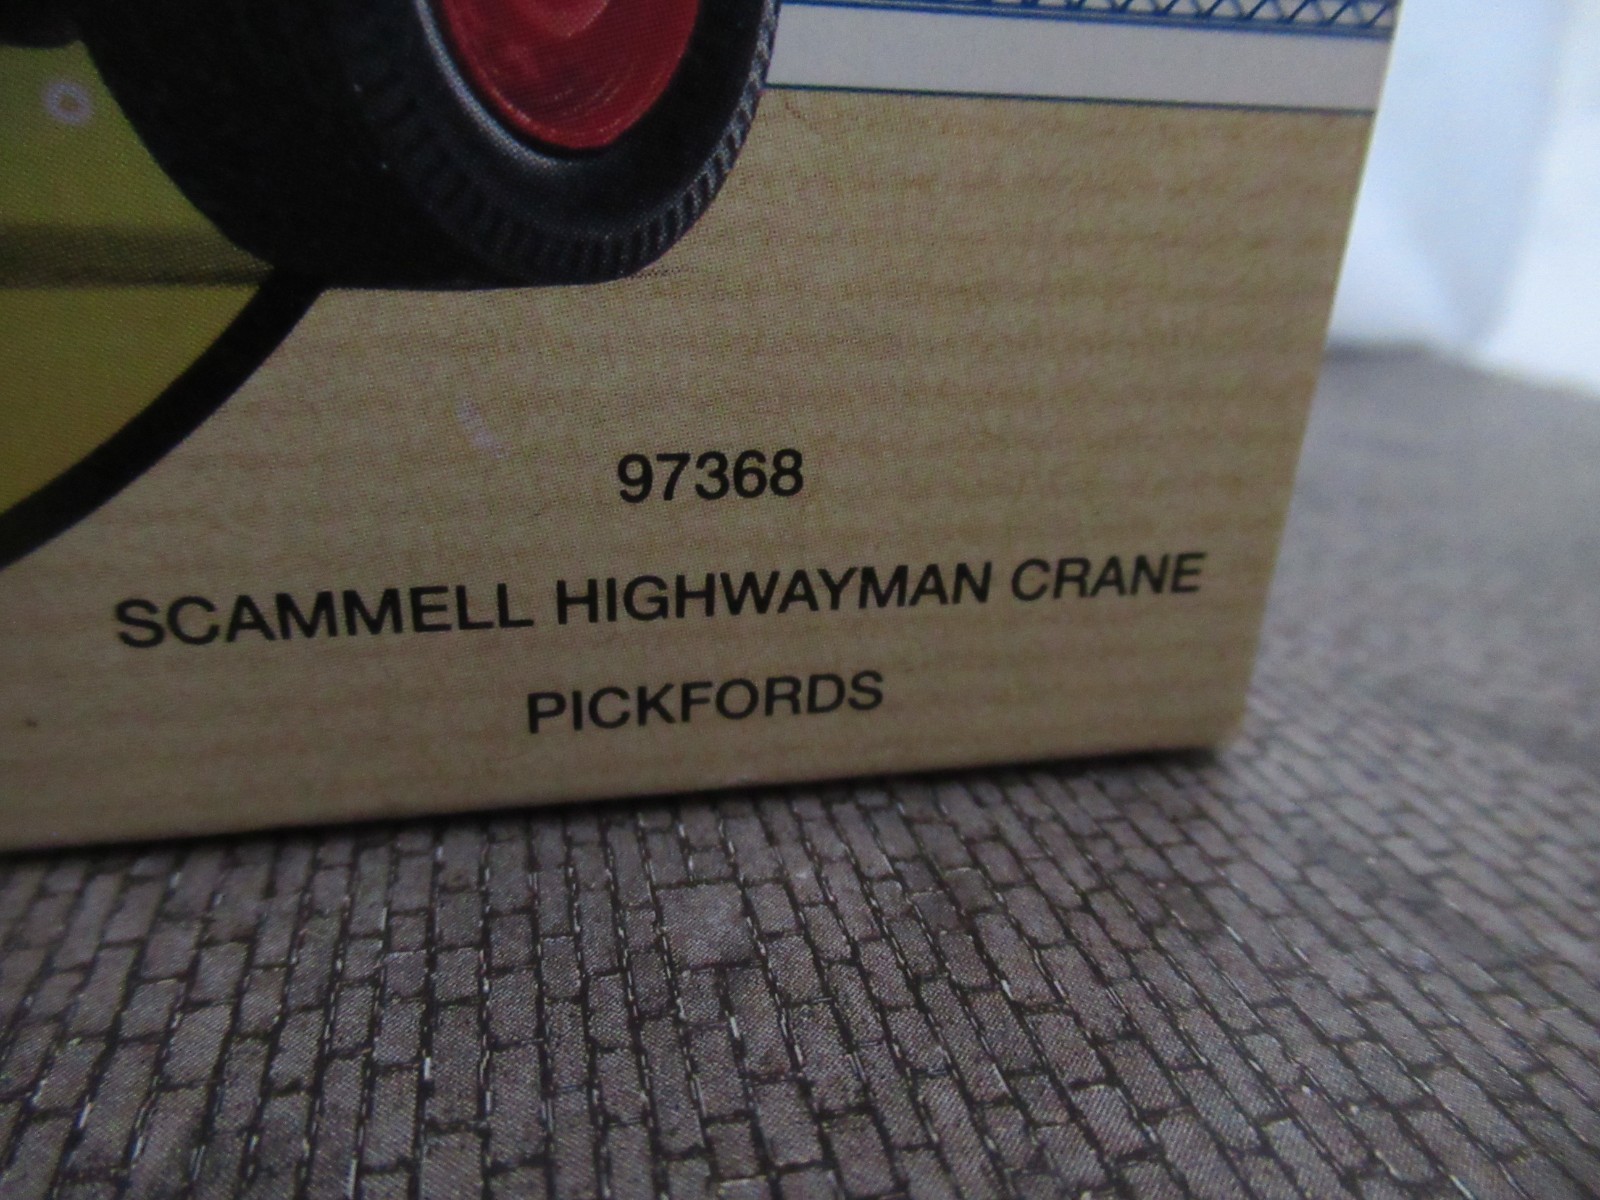 97368
SCAMMELL HIGHWAYMAN CRANE
PICKFORDS